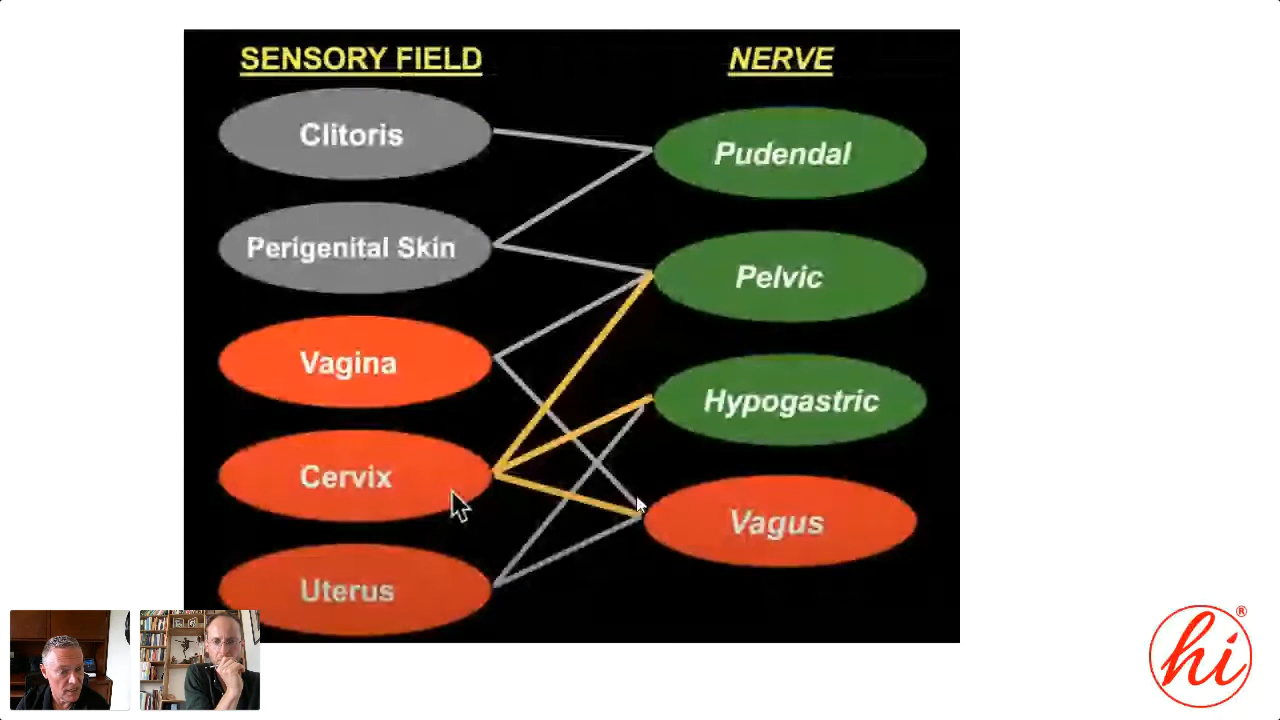 SENSORY FIELD
NERVE
Clitoris
Pudendal
Perigenital Skin
Pelvic
Vagina
Hypogastric
Cervix
Vagus
Uterus
hi®